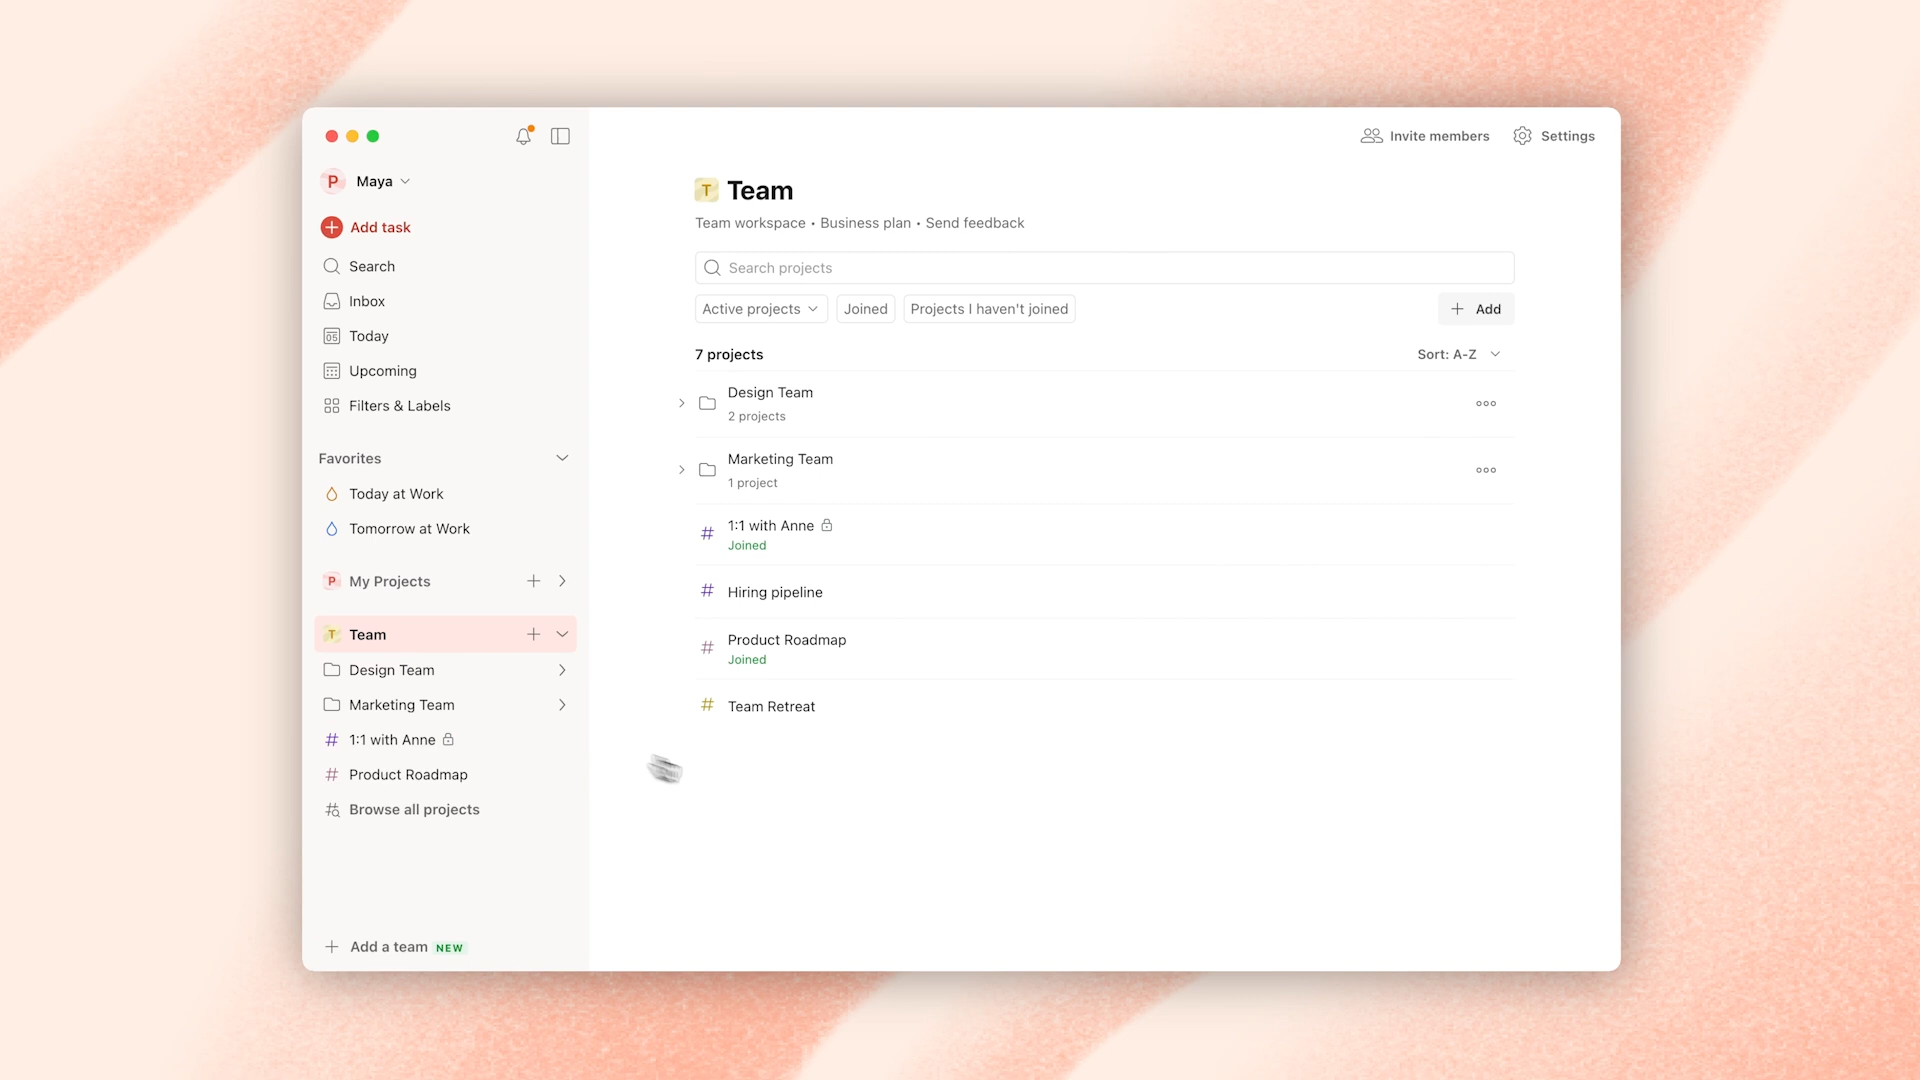 P Maya
Add task
Search
Inbox
05 Today
Upcoming
Filters & Labels
Favorites
Today at Work
Tomorrow at Work
P My Projects
T Team
Design Team
Marketing Team
# 1:1 with Anne
# Product Roadmap
Browse all projects
Add a team NEW
Invite members
Settings
T Team
Team workspace • Business plan • Send feedback
Search projects
Active projects
Joined
Projects I haven't joined
+ Add
7 projects
Sort: A-Z
Design Team
2 projects
Marketing Team
1 project
# 1:1 with Anne
Joined
# Hiring pipeline
# Product Roadmap
Joined
# Team Retreat